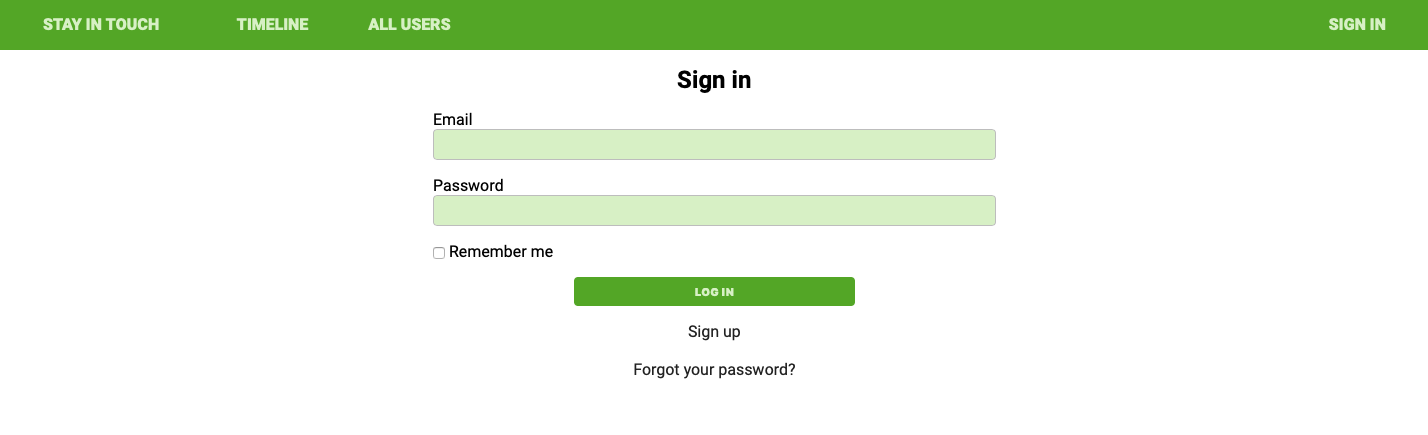 STAY IN TOUCH TIMELINE ALL USERS SIGN IN
Sign in
Email
Password
Remember me
LOG IN
Sign up
Forgot your password?